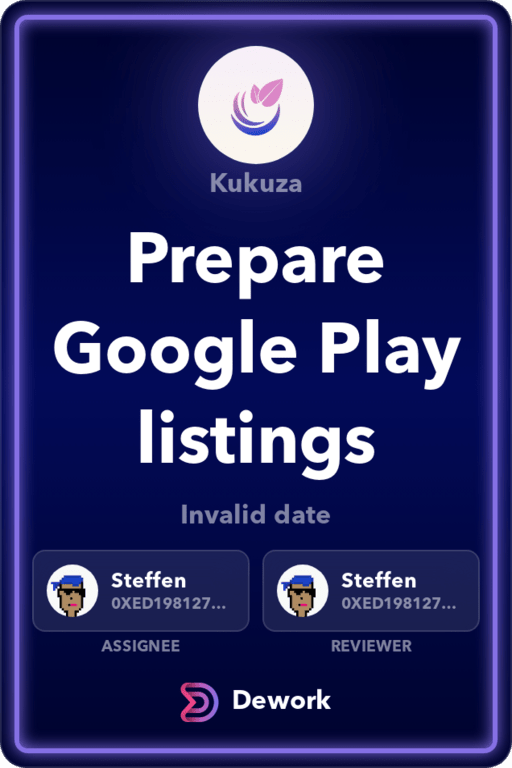 Kukuza
Prepare
Google Play
listings
Invalid date
Steffen
0XED198127...
ASSIGNEE
Steffen
0XED198127...
REVIEWER
Dework